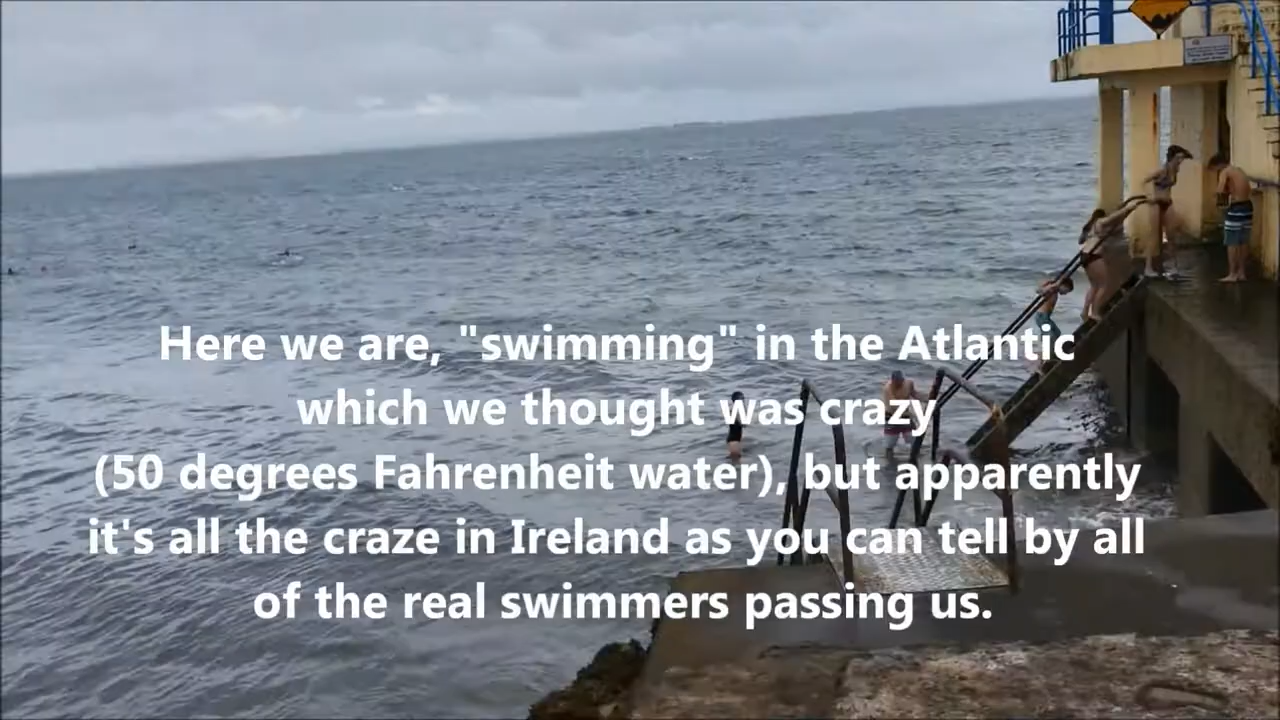 Here we are, "swimming" in the Atlantic
which we thought was crazy
(50 degrees Fahrenheit water), but apparently
it's all the craze in Ireland as you can tell by all
of the real swimmers passing us.